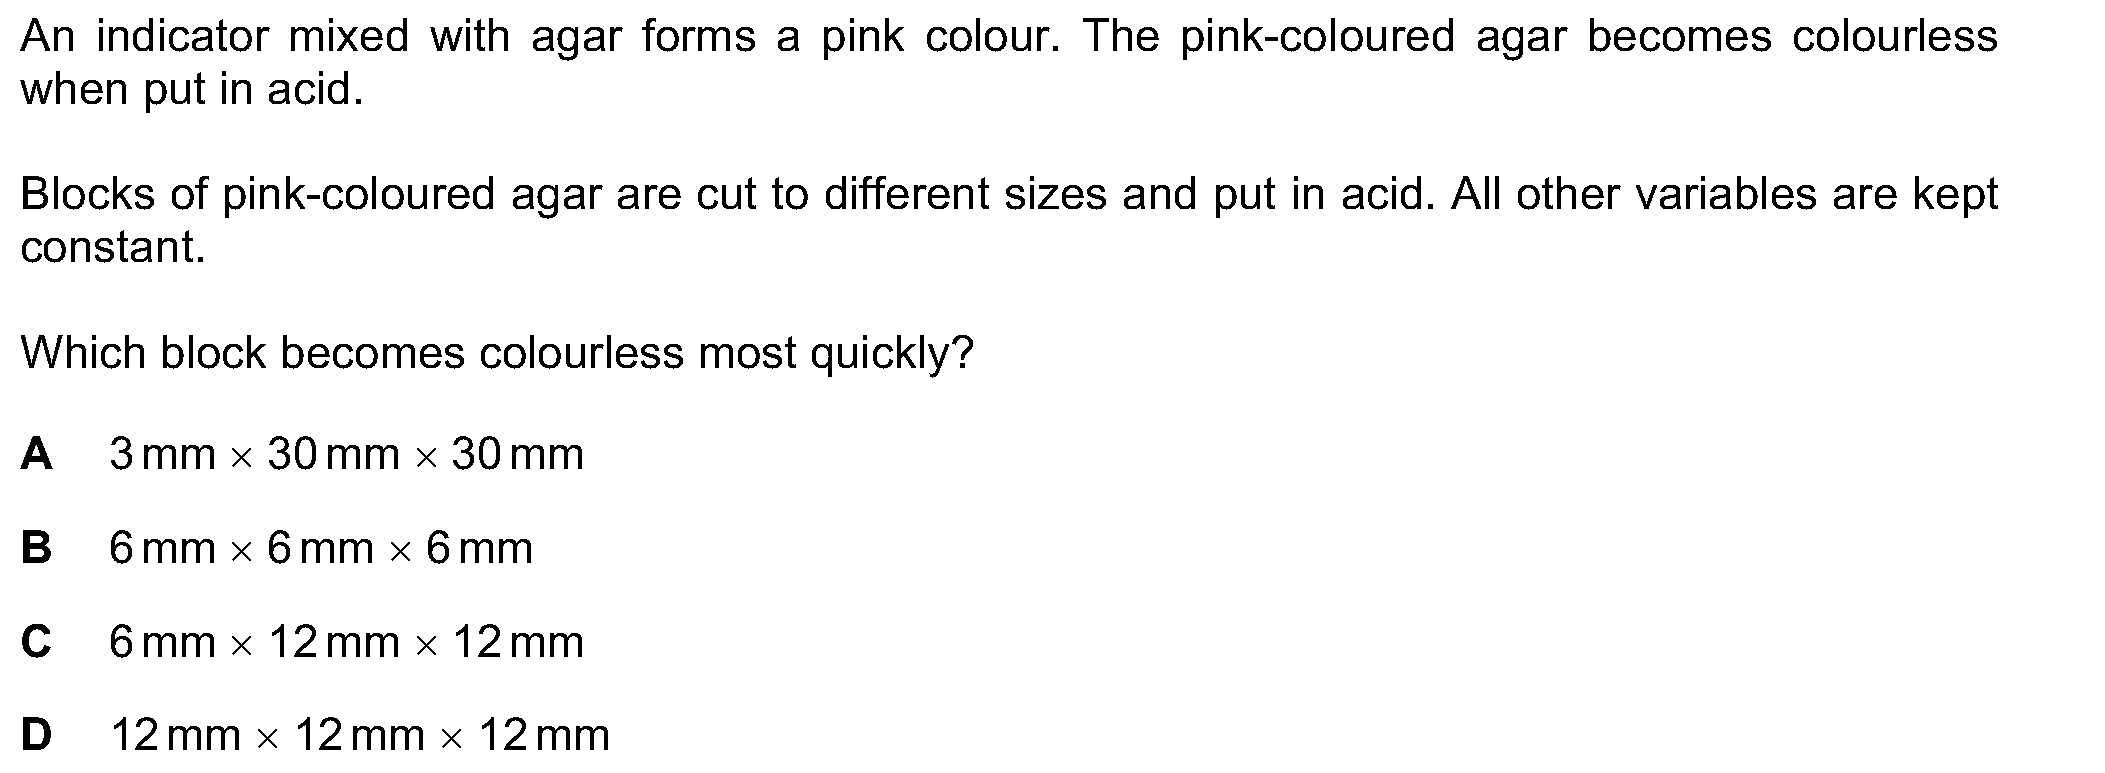 An indicator mixed with agar forms a pink colour. The pink-coloured agar becomes colourless
when put in acid.
Blocks of pink-coloured agar are cut to different sizes and put in acid. All other variables are kept
constant.
Which block becomes colourless most quickly?
A 3 mm × 30 mm × 30 mm
B 6 mm × 6 mm × 6 mm
C 6 mm × 12 mm × 12 mm
D 12 mm × 12 mm × 12 mm